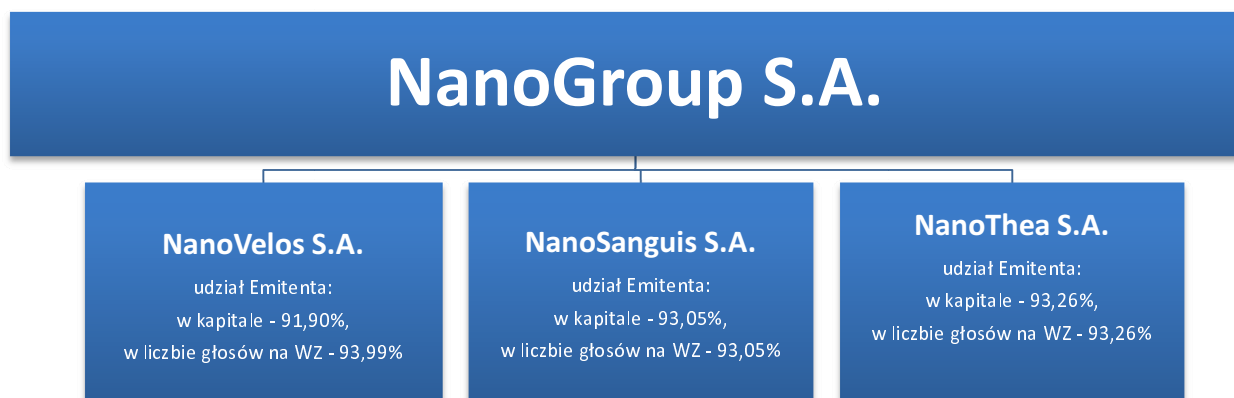 NanoGroup S.A.
NanoVelos S.A.
udział Emitenta:
w kapitale - 91,90%,
w liczbie głosów na WZ - 93,99%
NanoSanguis S.A.
udział Emitenta:
w kapitale - 93,05%,
w liczbie głosów na WZ - 93,05%
NanoThea S.A.
udział Emitenta:
w kapitale - 93,26%,
w liczbie głosów na WZ - 93,26%